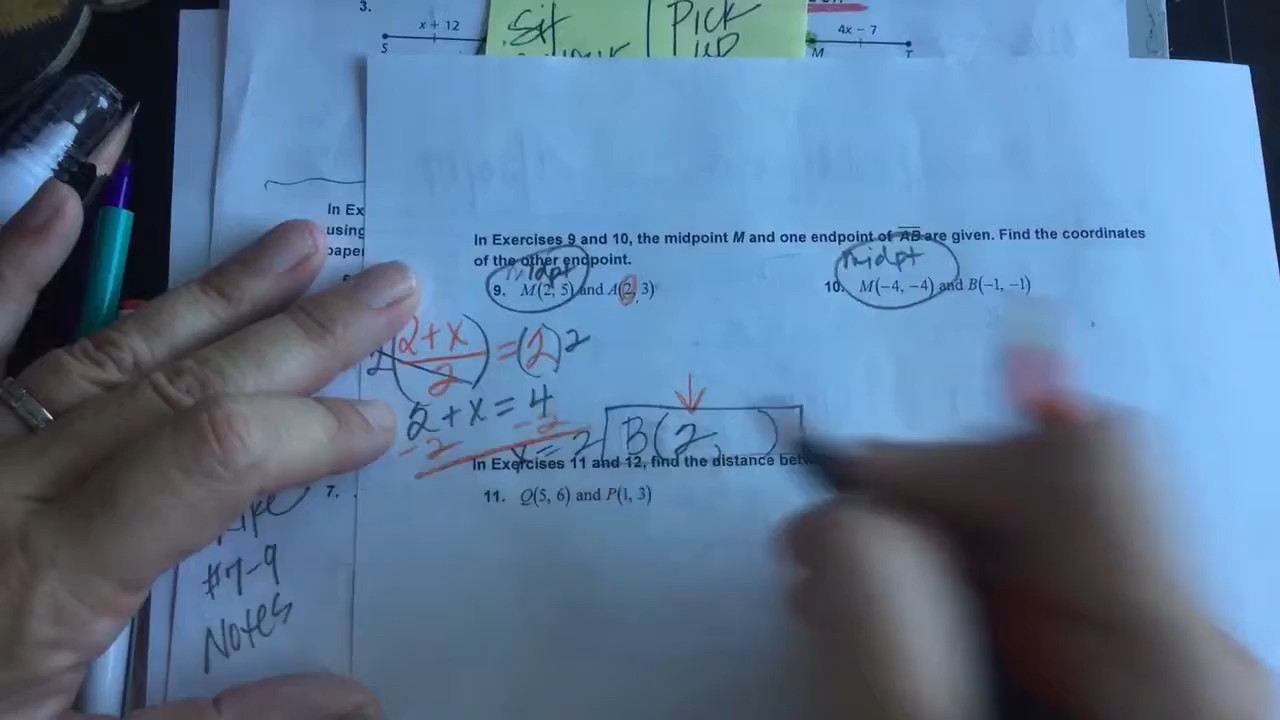 3.
x + 12
S
Sit
Pick
up
4x − 7
M
T
In Ex
using
paper
In Exercises 9 and 10, the midpoint M and one endpoint of AB are given. Find the coordinates
of the other endpoint.
midpt
midpt
9. M(2, 5) and A(2, 3)
10. M(−4, −4) and B(−1, −1)
2(2 + x / 2) = (2)2
2 + x = 4
-2 -2
x = 2
B(2, )
In Exercises 11 and 12, find the distance bet
7.
11. Q(5, 6) and P(1, 3)
#7-9
Notes